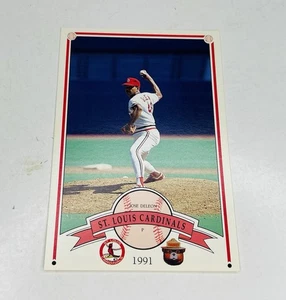 JOSE DELEON
ST. LOUIS CARDINALS
P
1991